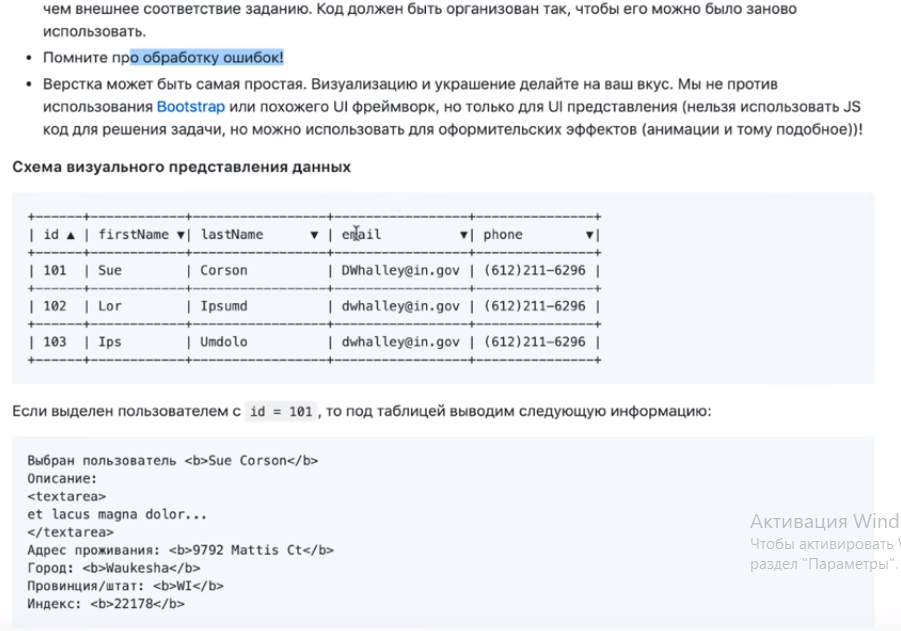 чем внешнее соответствие заданию. Код должен быть организован так, чтобы его можно было заново
использовать.
• Помните про обработку ошибок!
• Верстка может быть самая простая. Визуализацию и украшение делайте на ваш вкус. Мы не против
использования Bootstrap или похожего UI фреймворк, но только для UI представления (нельзя использовать JS
код для решения задачи, но можно использовать для оформительских эффектов (анимации и тому подобное))!
Схема визуального представления данных
+------+------------+-----------------+-----------------+---------------+
| id ▲ | firstName ▼| lastName      ▼ | email          ▼| phone        ▼|
+------+------------+-----------------+-----------------+---------------+
| 101  | Sue        | Corson          | DWhalley@in.gov | (612)211-6296 |
+------+------------+-----------------+-----------------+---------------+
| 102  | Lor        | Ipsumd          | dwhalley@in.gov | (612)211-6296 |
+------+------------+-----------------+-----------------+---------------+
| 103  | Ips        | Umdolo          | dwhalley@in.gov | (612)211-6296 |
+------+------------+-----------------+-----------------+---------------+
Если выделен пользователем с id = 101, то под таблицей выводим следующую информацию:
Выбран пользователь <b>Sue Corson</b>
Описание:
<textarea>
et lacus magna dolor...
</textarea>
Адрес проживания: <b>9792 Mattis Ct</b>
Город: <b>Waukesha</b>
Провинция/штат: <b>WI</b>
Индекс: <b>22178</b>
Активация Wind
Чтобы активировать W
раздел "Параметры".